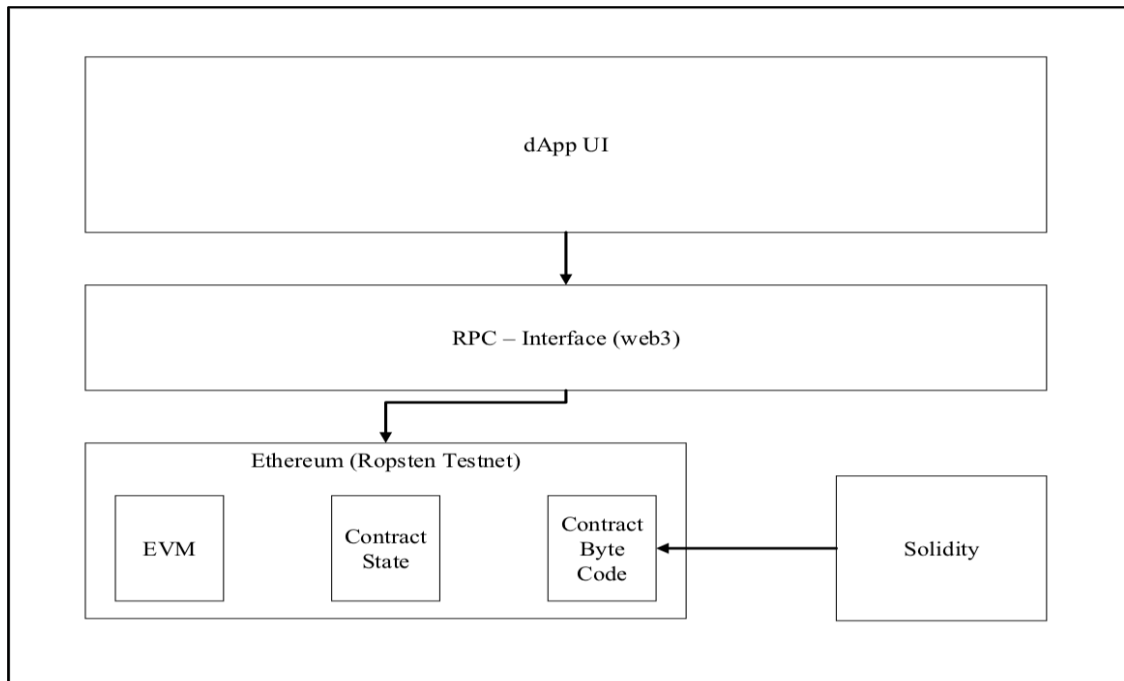 dApp UI
RPC – Interface (web3)
Ethereum (Ropsten Testnet)
EVM
Contract
State
Contract
Byte
Code
Solidity